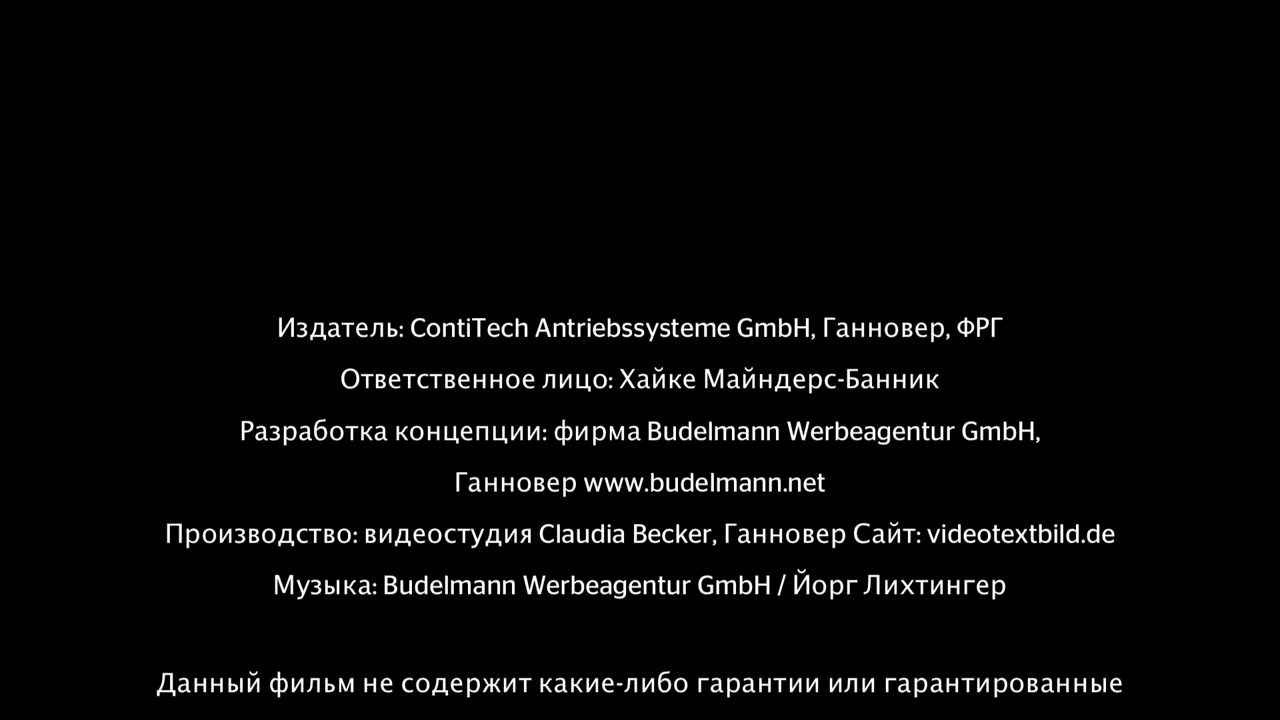 Издатель: ContiTech Antriebssysteme GmbH, Ганновер, ФРГ
Ответственное лицо: Хайке Майндерс-Банник
Разработка концепции: фирма Budelmann Werbeagentur GmbH,
Ганновер www.budelmann.net
Производство: видеостудия Claudia Becker, Ганновер Сайт: videotextbild.de
Музыка: Budelmann Werbeagentur GmbH / Йорг Лихтингер
Данный фильм не содержит какие-либо гарантии или гарантированные